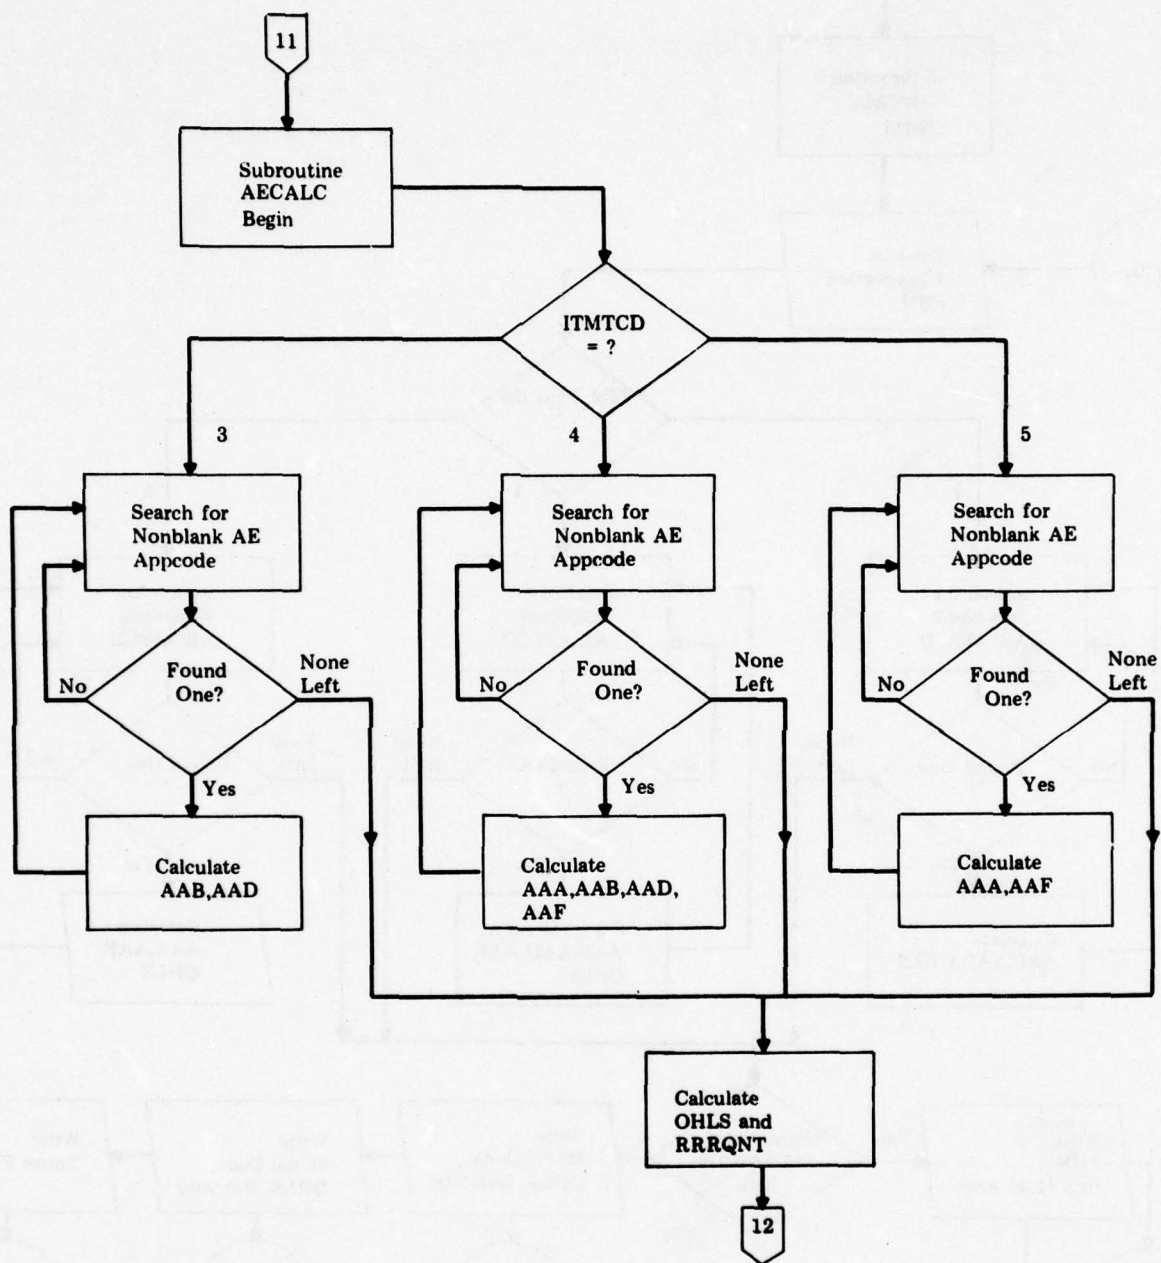 11
Subroutine
AECALC
Begin
ITMTCD
= ?
3
4
5
Search for
Nonblank AE
Appcode
Search for
Nonblank AE
Appcode
Search for
Nonblank AE
Appcode
No
Found
One?
None
Left
No
Found
One?
None
Left
No
Found
One?
None
Left
Yes
Yes
Yes
Calculate
AAB,AAD
Calculate
AAA,AAB,AAD,
AAF
Calculate
AAA,AAF
Calculate
OHLS and
RRRQNT
12